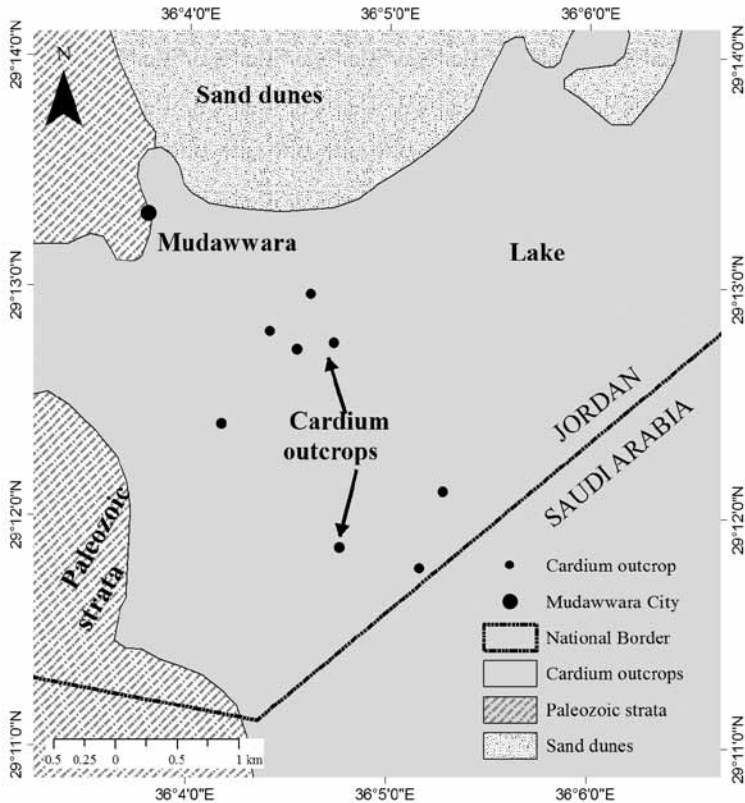 36°4'0"E
36°5'0"E
36°6'0"E
29°14'0"N
29°14'0"N
N
Sand dunes
Mudawwara
Lake
29°13'0"N
29°13'0"N
Cardium
outcrops
JORDAN
SAUDI ARABIA
29°12'0"N
29°12'0"N
Paleozoic
strata
Cardium outcrop
Mudawwara City
National Border
Cardium outcrops
Paleozoic strata
Sand dunes
29°11'0"N
29°11'0"N
0.5 0.25 0 0.5 1 km
36°4'0"E
36°5'0"E
36°6'0"E